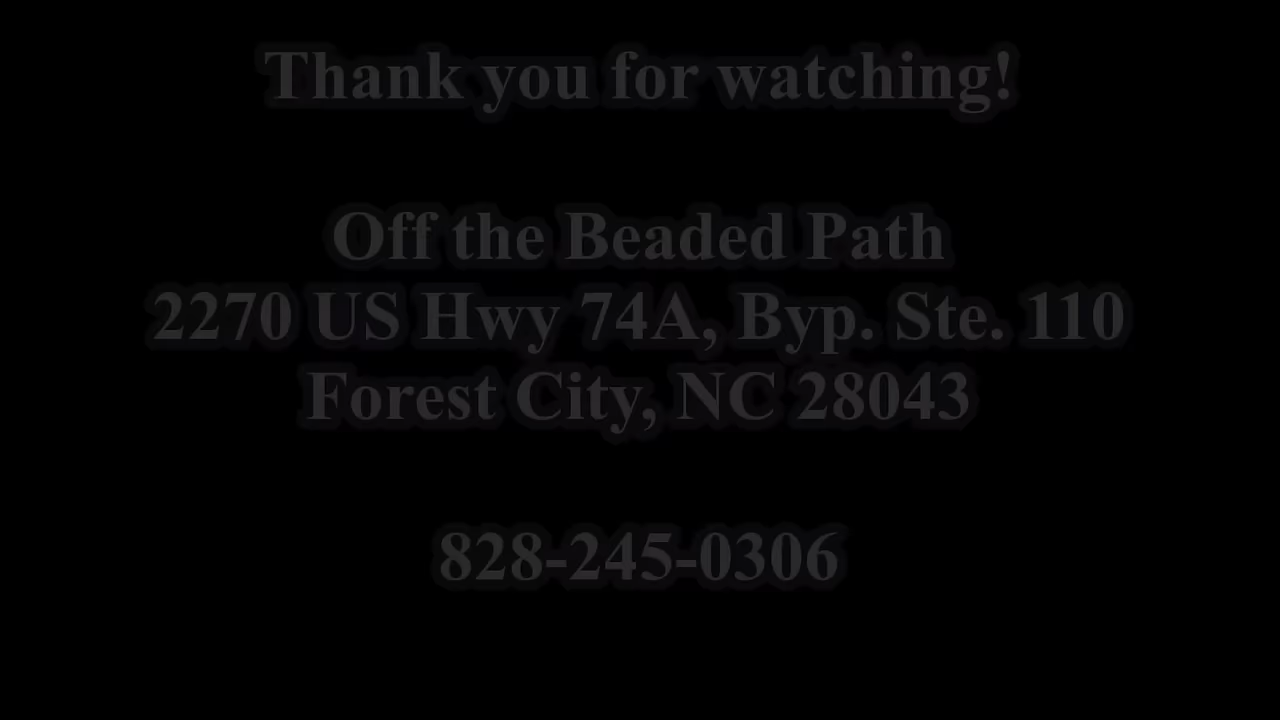 Thank you for watching!
Off the Beaded Path
2270 US Hwy 74A, Byp. Ste. 110
Forest City, NC 28043
828-245-0306